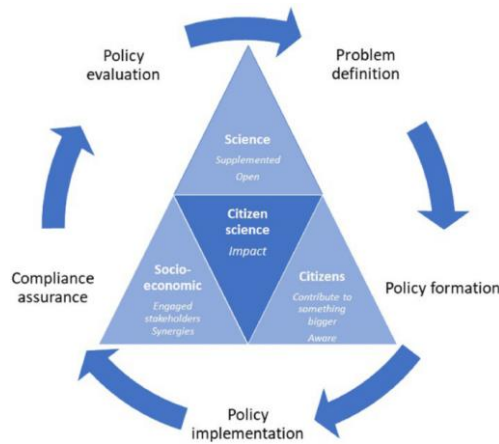 Policy
evaluation
Problem
definition
Science
Supplemented
Open
Citizen
science
Impact
Compliance
assurance
Socio-
economic
Engaged
stakeholders
Synergies
Citizens
Contribute to
something
bigger
Aware
Policy formation
Policy
implementation